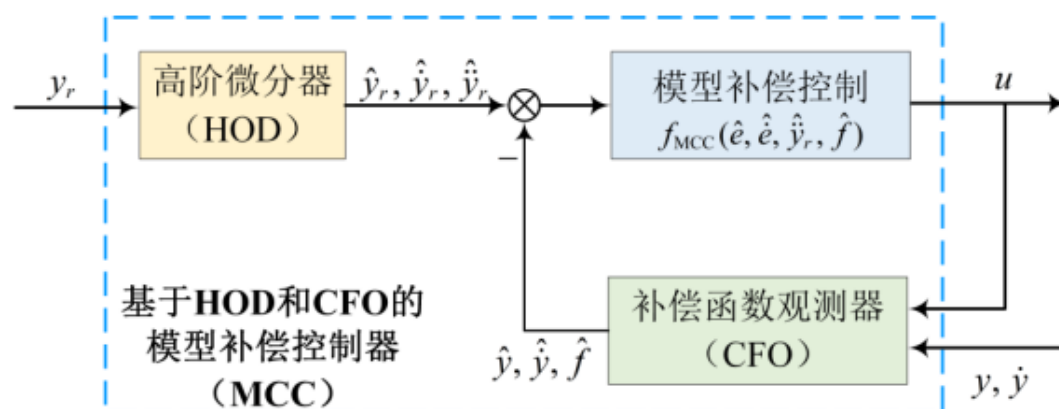 y_r
高阶微分器
（HOD）
ŷ_r, ŷ̇_r, ŷ̈_r
−
模型补偿控制
f_MCC(ê, ê̇, ŷ̈_r, f̂)
u
基于HOD和CFO的
模型补偿控制器
（MCC）
ŷ, ŷ̇, f̂
补偿函数观测器
（CFO）
y, ẏ